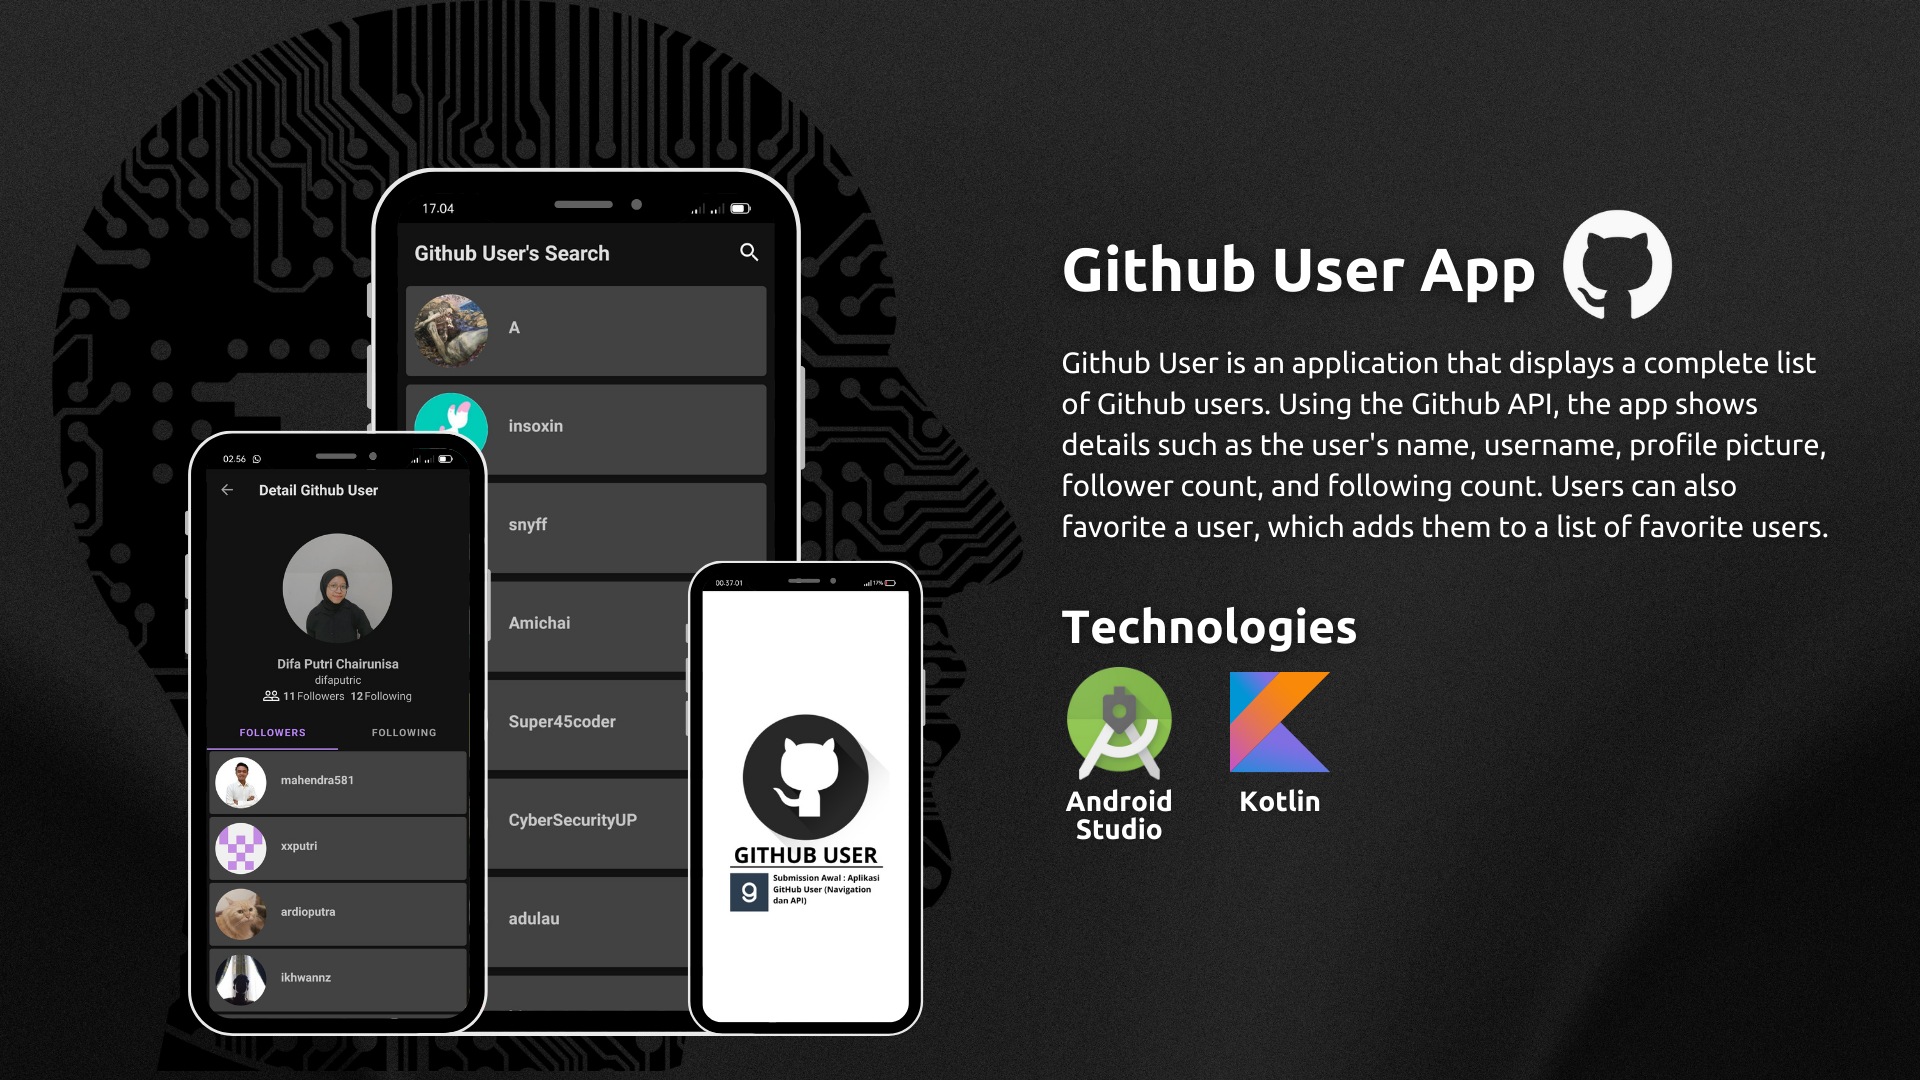 17.04
Github User's Search
A
insoxin
snyff
Amichai
Super45coder
CyberSecurityUP
adulau
02.56
Detail Github User
Difa Putri Chairunisa
difaputric
11 Followers 12 Following
FOLLOWERS FOLLOWING
mahendra581
xxputri
ardioputra
ikhwannz
00.37.01 17%
GITHUB USER
g
Submission Awal : Aplikasi
GitHub User (Navigation
dan API)
Github User App
Github User is an application that displays a complete list
of Github users. Using the Github API, the app shows
details such as the user's name, username, profile picture,
follower count, and following count. Users can also
favorite a user, which adds them to a list of favorite users.
Technologies
Android
Studio
Kotlin